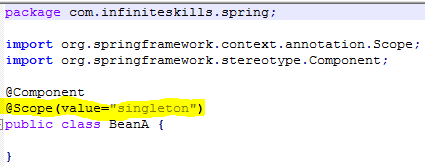 package com.infiniteskills.spring;
import org.springframework.context.annotation.Scope;
import org.springframework.stereotype.Component;
@Component
@Scope(value="singleton")
public class BeanA {
}